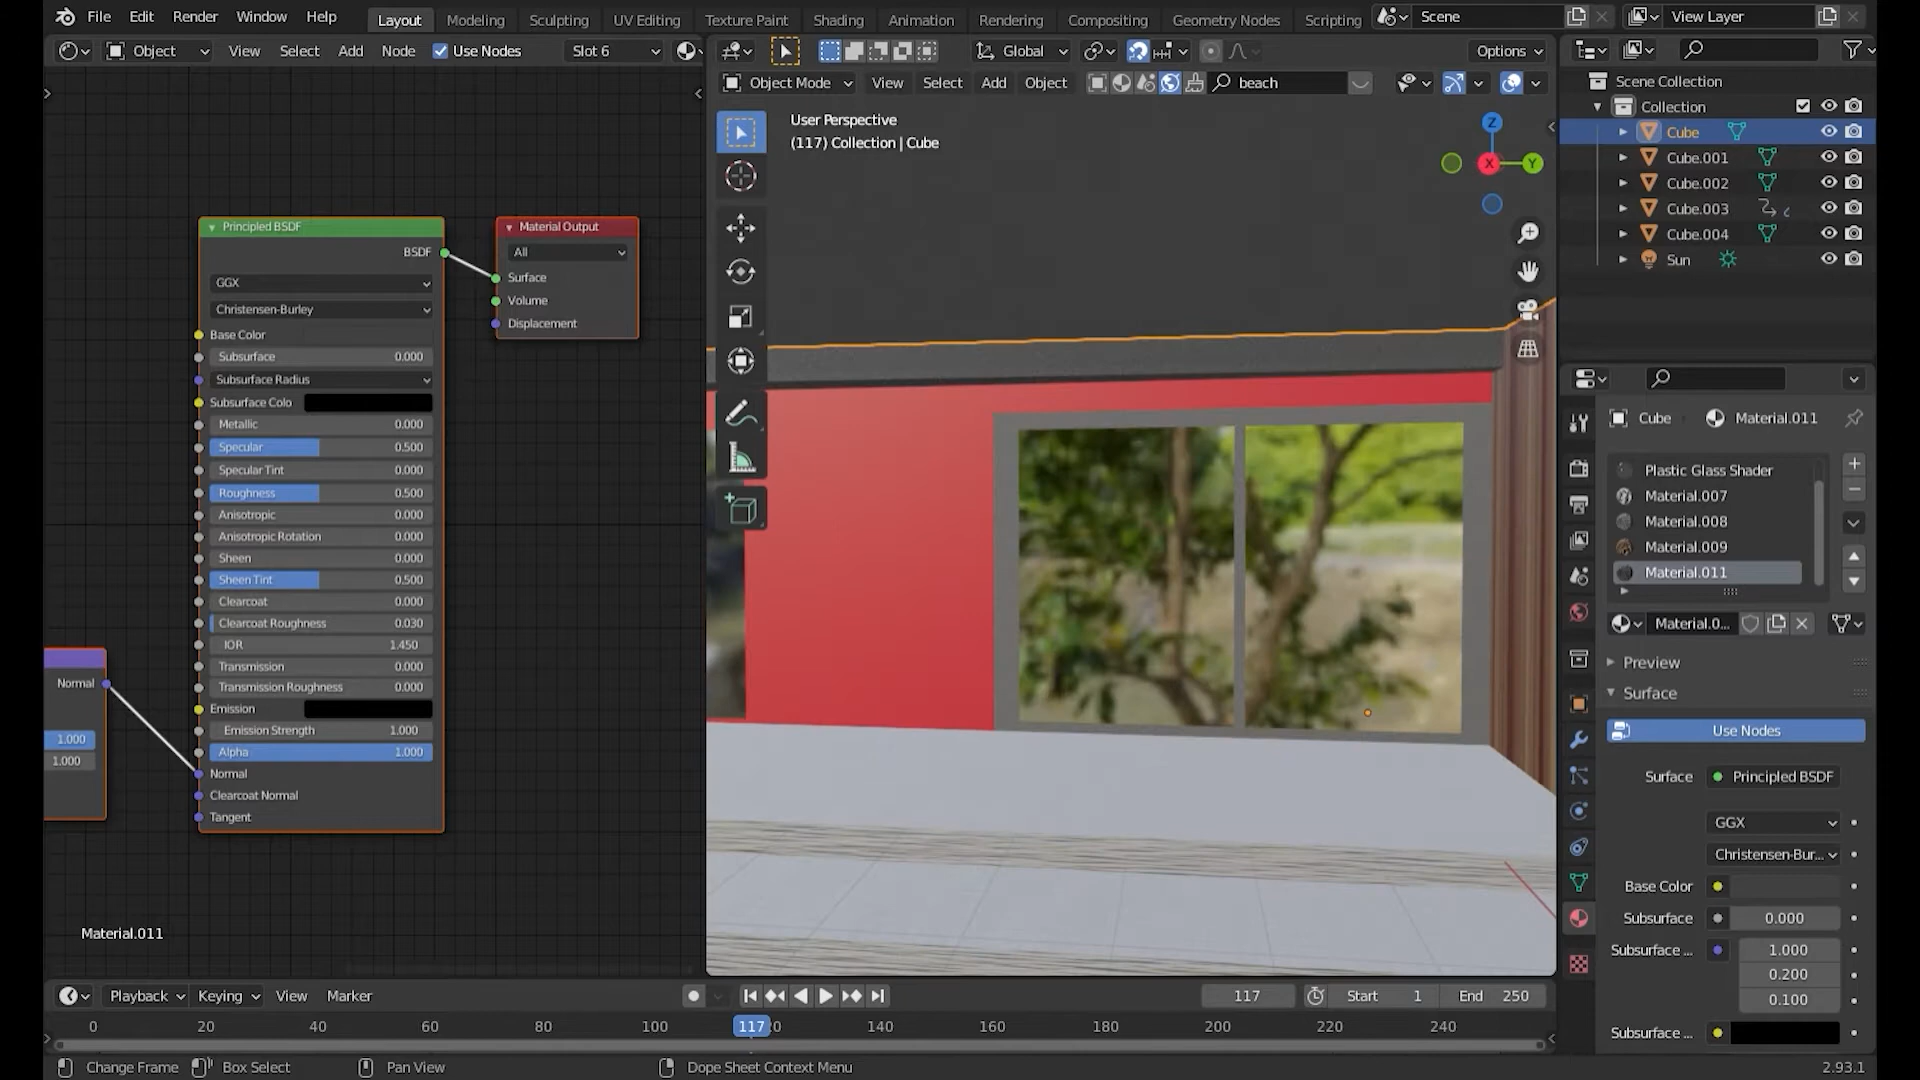 File Edit Render Window Help
Layout Modeling Sculpting UV Editing Texture Paint Shading Animation Rendering Compositing Geometry Nodes Scripting
Scene
View Layer
Object View Select Add Node Use Nodes Slot 6
Global
Options
Object Mode View Select Add Object beach
User Perspective
(117) Collection | Cube
Z
X
Y
Principled BSDF
BSDF
GGX
Christensen-Burley
Base Color
Subsurface 0.000
Subsurface Radius
Subsurface Colo
Metallic 0.000
Specular 0.500
Specular Tint 0.000
Roughness 0.500
Anisotropic 0.000
Anisotropic Rotation 0.000
Sheen 0.000
Sheen Tint 0.500
Clearcoat 0.000
Clearcoat Roughness 0.030
IOR 1.450
Transmission 0.000
Transmission Roughness 0.000
Emission
Emission Strength 1.000
Alpha 1.000
Normal
Clearcoat Normal
Tangent
Material Output
All
Surface
Volume
Displacement
Normal
1.000
1.000
Material.011
Scene Collection
Collection
Cube
Cube.001
Cube.002
Cube.003
Cube.004
Sun
Cube Material.011
Plastic Glass Shader
Material.007
Material.008
Material.009
Material.011
Material.0...
Preview
Surface
Use Nodes
Surface Principled BSDF
GGX
Christensen-Bur...
Base Color
Subsurface 0.000
Subsurface ... 1.000
0.200
0.100
Subsurface ...
Playback Keying View Marker
117 Start 1 End 250
0 20 40 60 80 100 117 20 140 160 180 200 220 240
Change Frame Box Select Pan View Dope Sheet Context Menu 2.93.1